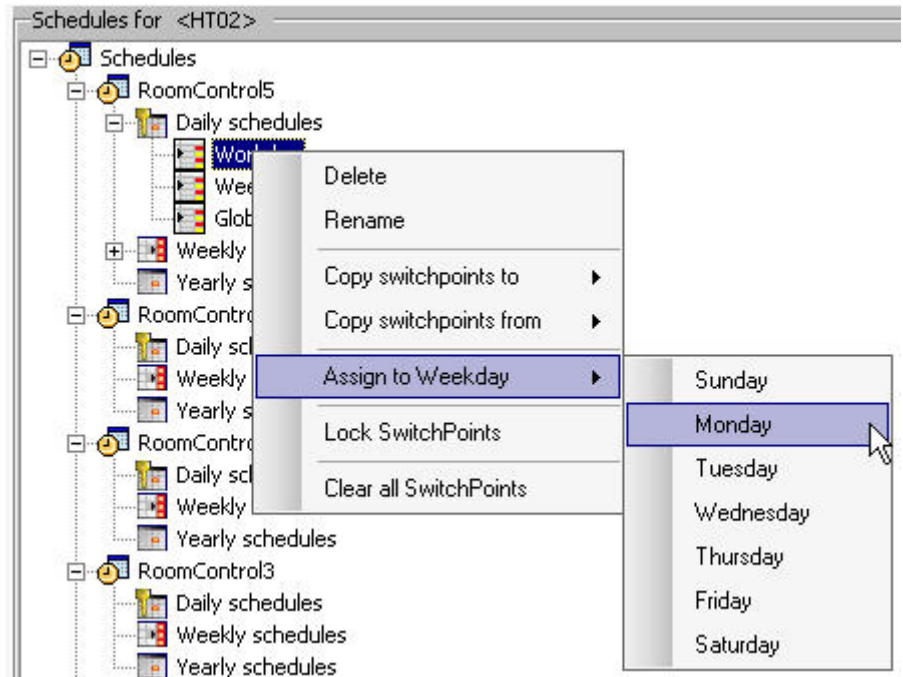 Schedules for <HT02>
Schedules
RoomControl5
Daily schedules
Weekly
Yearly
RoomControl
Daily
Weekly
Yearly
RoomControl
Daily
Weekly
Yearly schedules
RoomControl3
Daily schedules
Weekly schedules
Yearly schedules
Delete
Rename
Copy switchpoints to
Copy switchpoints from
Assign to Weekday
Lock SwitchPoints
Clear all SwitchPoints
Sunday
Monday
Tuesday
Wednesday
Thursday
Friday
Saturday